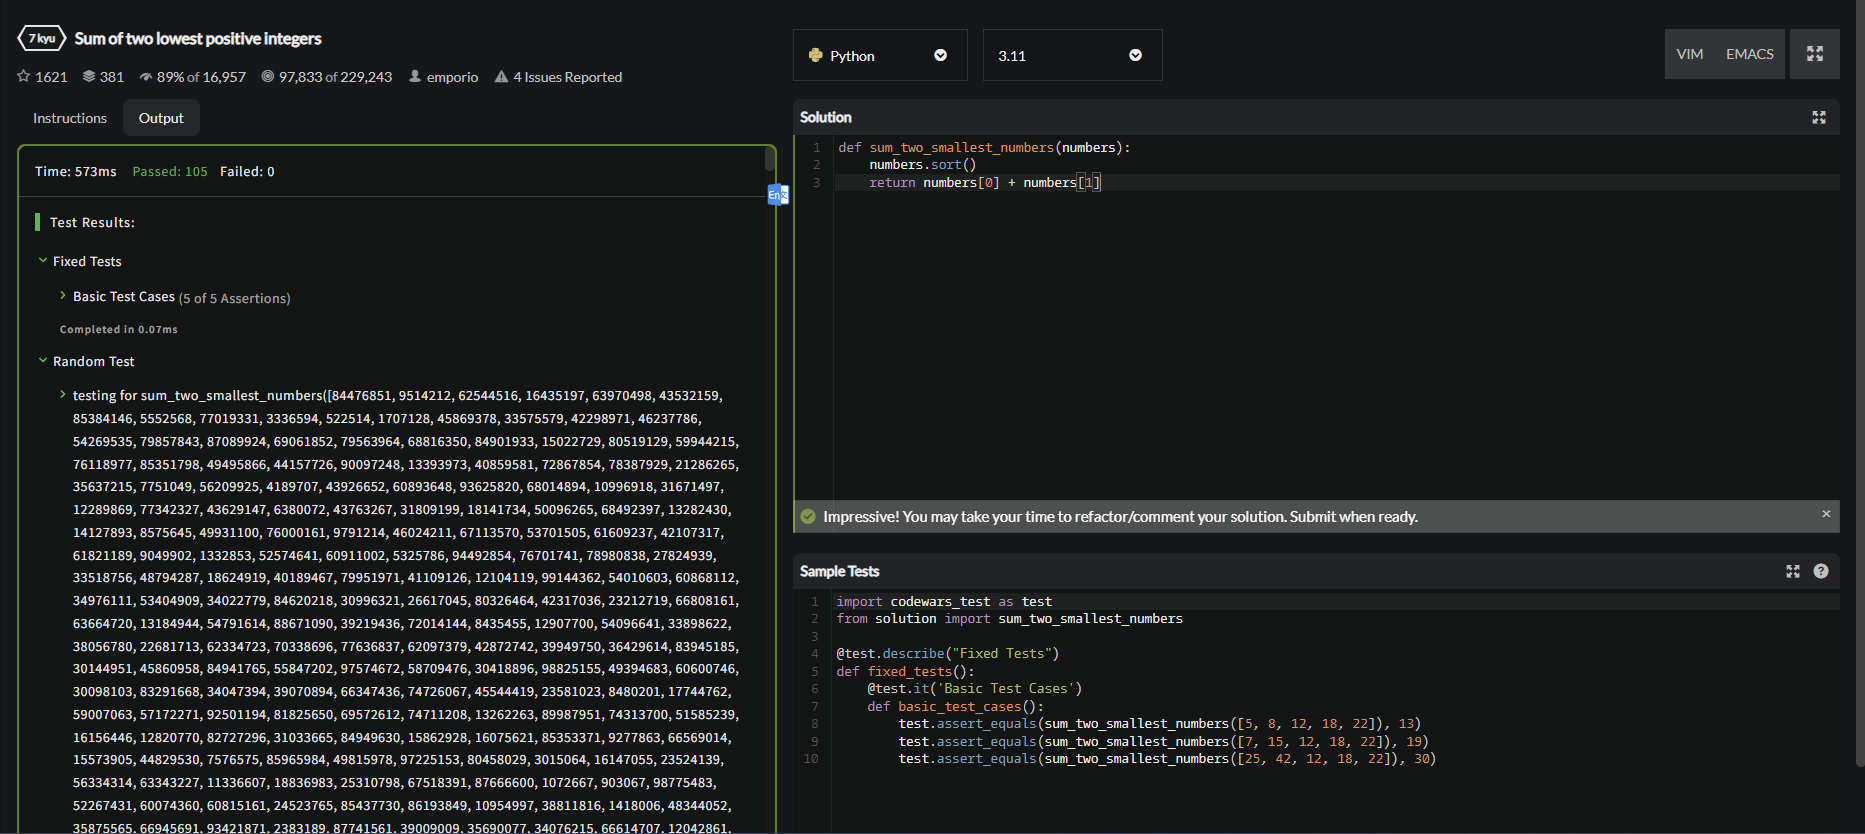 7 kyu Sum of two lowest positive integers
1621 381 89% of 16,957 97,833 of 229,243 emporio 4 Issues Reported
Instructions Output
Time: 573ms Passed: 105 Failed: 0
Test Results:
Fixed Tests
Basic Test Cases (5 of 5 Assertions)
Completed in 0.07ms
Random Test
testing for sum_two_smallest_numbers([84476851, 9514212, 62544516, 16435197, 63970498, 43532159,
85384146, 5552568, 77019331, 3336594, 522514, 1707128, 45869378, 33575579, 42298971, 46237786,
54269535, 79857843, 87089924, 69061852, 79563964, 68816350, 84901933, 15022729, 80519129, 59944215,
76118977, 85351798, 49495866, 44157726, 90097248, 13393973, 40859581, 72867854, 78387929, 21286265,
35637215, 7751049, 56209925, 4189707, 43926652, 60893648, 93625820, 68014894, 10996918, 31671497,
12289869, 77342327, 43629147, 6380072, 43763267, 31809199, 18141734, 50096265, 68492397, 13282430,
14127893, 8575645, 49931100, 76000161, 9791214, 46024211, 67113570, 53701505, 61609237, 42107317,
61821189, 9049902, 1332853, 52574641, 60911002, 5325786, 94492854, 76701741, 78980838, 27824939,
33518756, 48794287, 18624919, 40189467, 79951971, 41109126, 12104119, 99144362, 54010603, 60868112,
34976111, 53404909, 34022779, 84620218, 30996321, 26617045, 80326464, 42317036, 23212719, 66808161,
63664720, 13184944, 54791614, 88671090, 39219436, 72014144, 8435455, 12907700, 54096641, 33898622,
38056780, 22681713, 62334723, 70338696, 77636837, 62097379, 42872742, 39949750, 36429614, 83945185,
30144951, 45860958, 84941765, 55847202, 97574672, 58709476, 30418896, 98825155, 49394683, 60600746,
30098103, 83291668, 34047394, 39070894, 66347436, 74726067, 45544419, 23581023, 8480201, 17744762,
59007063, 57172271, 92501194, 81825650, 69572612, 74711208, 13262263, 89987951, 74313700, 51585239,
16156446, 12820770, 82727296, 31033665, 84949630, 15862928, 16075621, 85353371, 9277863, 66569014,
15573905, 44829530, 7576575, 85965984, 49815978, 97225153, 80458029, 3015064, 16147055, 23524139,
56334314, 63343227, 11336607, 18836983, 25310798, 67518391, 87666600, 1072667, 903067, 98775483,
52267431, 60074360, 60815161, 24523765, 85437730, 86193849, 10954997, 38811816, 1418006, 48344052,
35875565, 66945691, 93421871, 2383189, 87741561, 39009009, 35690077, 34076215, 66614707, 12042861,
Python 3.11 VIM EMACS
Solution
1 def sum_two_smallest_numbers(numbers):
2 numbers.sort()
3 return numbers[0] + numbers[1]
Impressive! You may take your time to refactor/comment your solution. Submit when ready. ×
Sample Tests ?
1 import codewars_test as test
2 from solution import sum_two_smallest_numbers
3
4 @test.describe("Fixed Tests")
5 def fixed_tests():
6 @test.it('Basic Test Cases')
7 def basic_test_cases():
8 test.assert_equals(sum_two_smallest_numbers([5, 8, 12, 18, 22]), 13)
9 test.assert_equals(sum_two_smallest_numbers([7, 15, 12, 18, 22]), 19)
10 test.assert_equals(sum_two_smallest_numbers([25, 42, 12, 18, 22]), 30)